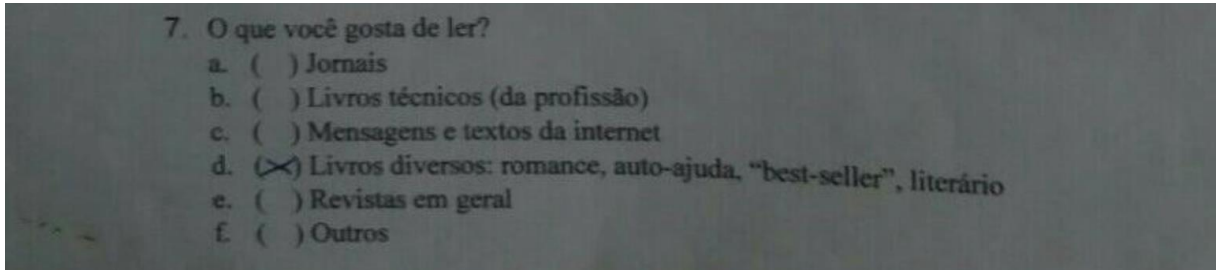 7. O que você gosta de ler?
a. ( ) Jornais
b. ( ) Livros técnicos (da profissão)
c. ( ) Mensagens e textos da internet
d. (X) Livros diversos: romance, auto-ajuda, “best-seller”, literário
e. ( ) Revistas em geral
f. ( ) Outros